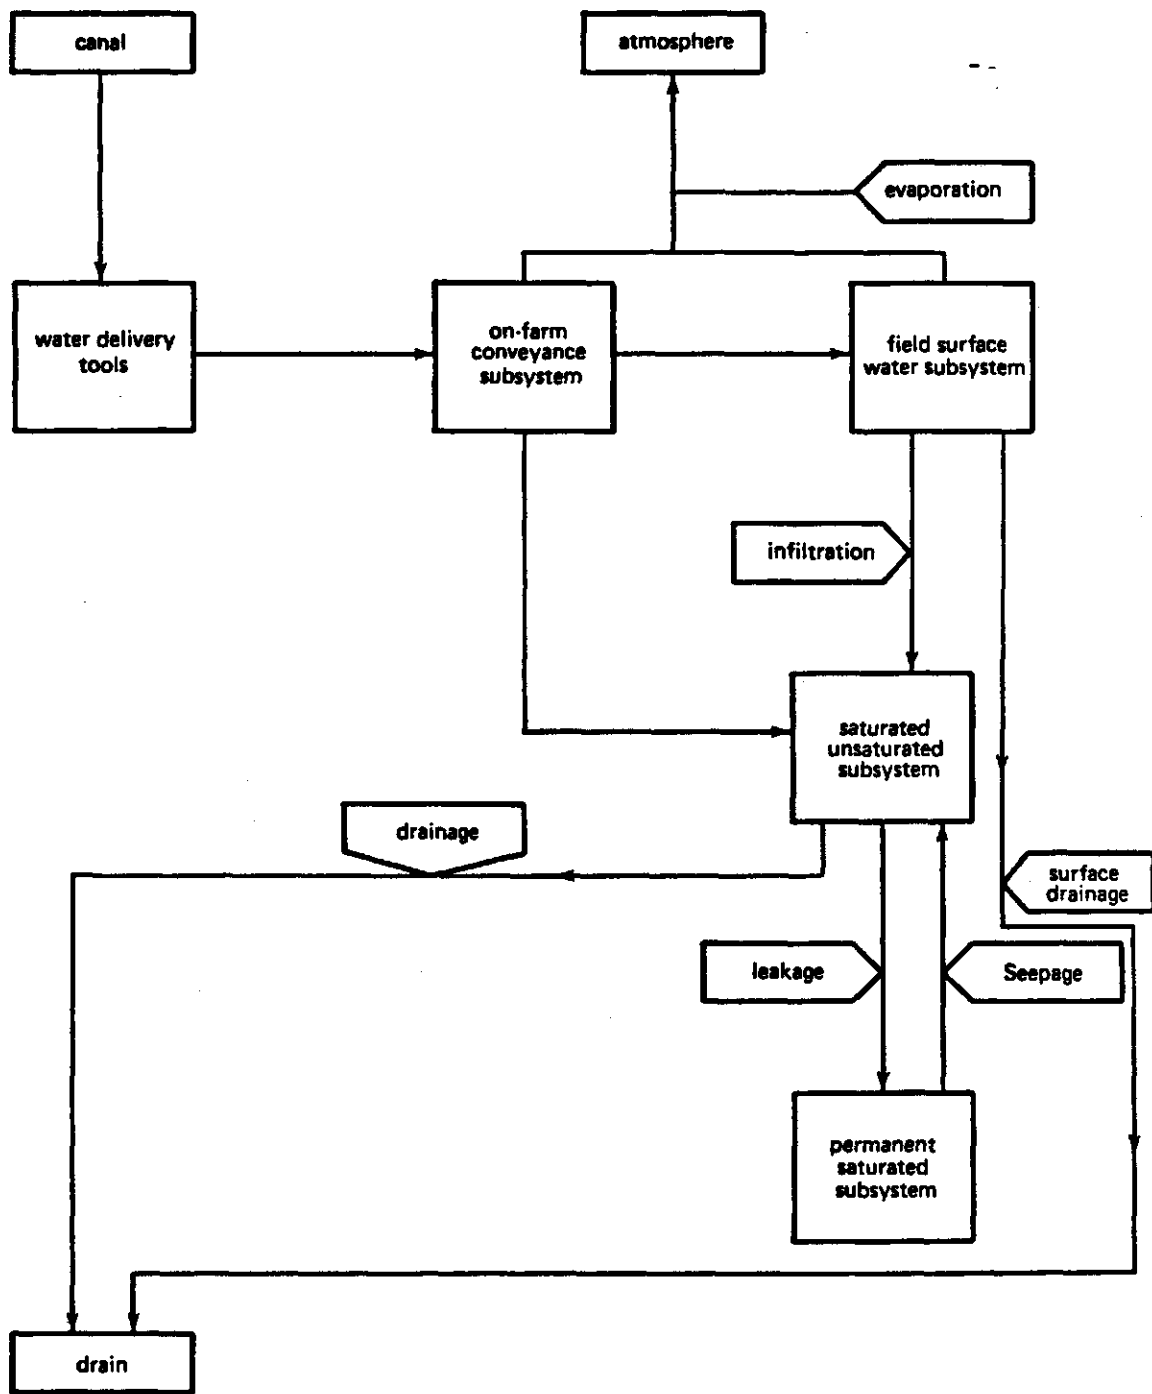 canal
atmosphere
evaporation
water delivery
tools
on-farm
conveyance
subsystem
field surface
water subsystem
infiltration
saturated
unsaturated
subsystem
drainage
surface
drainage
leakage
Seepage
permanent
saturated
subsystem
drain